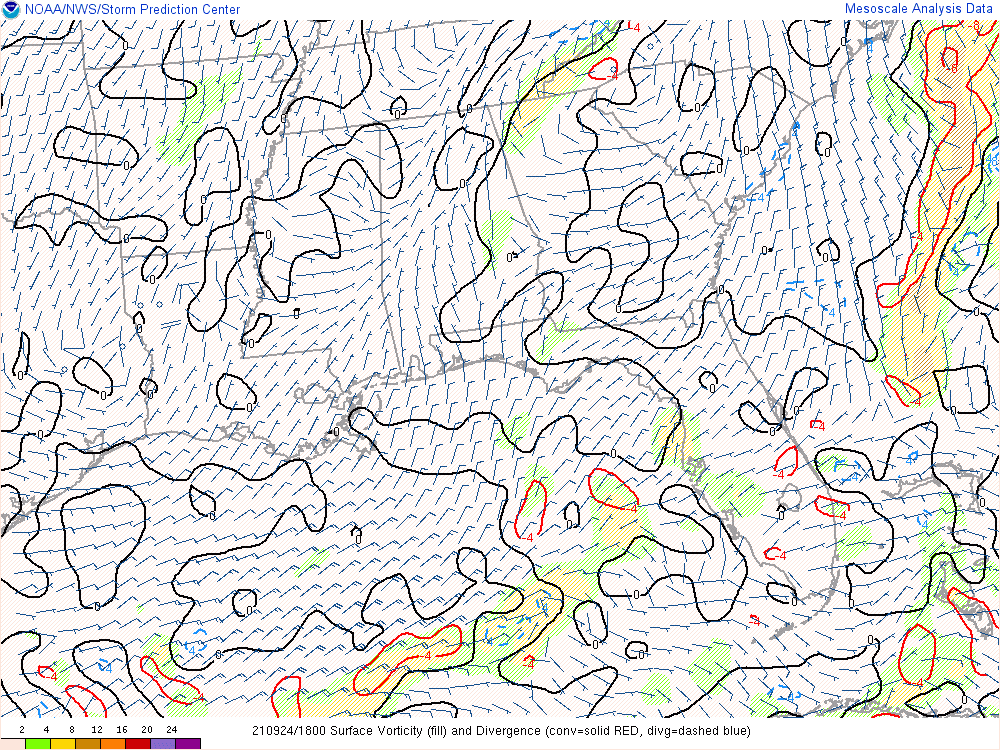 NOAA/NWS/Storm Prediction Center
Mesoscale Analysis Data
2 4 8 12 16 20 24
210924/1800 Surface Vorticity (fill) and Divergence (conv=solid RED, divg=dashed blue)